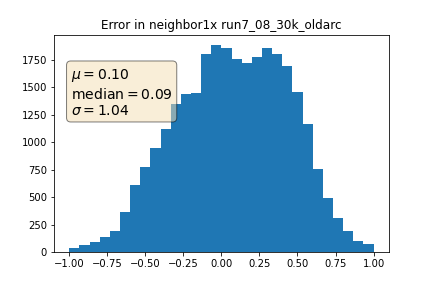 Error in neighbor1x run7_08_30k_oldarc
μ = 0.10
median = 0.09
σ = 1.04
1750
1500
1250
1000
750
500
250
0
−1.00 −0.75 −0.50 −0.25 0.00 0.25 0.50 0.75 1.00